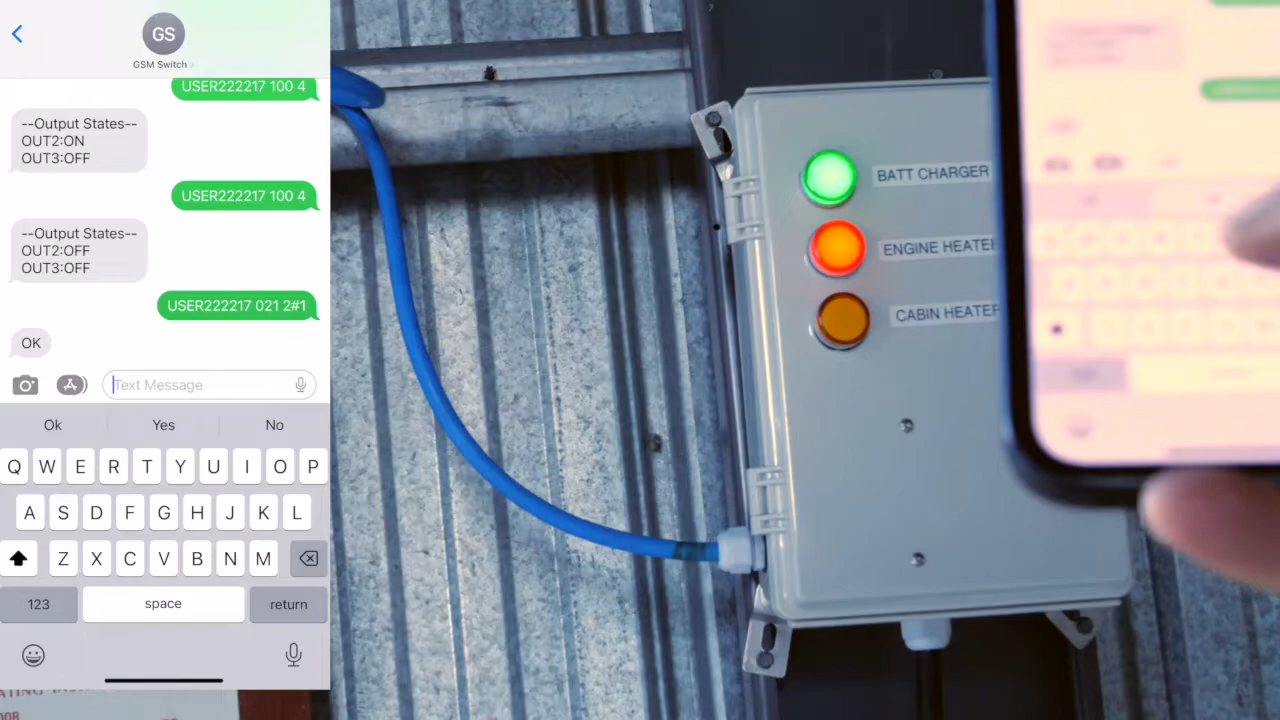 GS
GSM Switch
USER222217 100 4
--Output States--
OUT2:ON
OUT3:OFF
USER222217 100 4
--Output States--
OUT2:OFF
OUT3:OFF
USER222217 021 2#1
OK
Text Message
Ok Yes No
Q W E R T Y U I O P
A S D F G H J K L
Z X C V B N M
123 space return
BATT CHARGER
ENGINE HEATER
CABIN HEATER